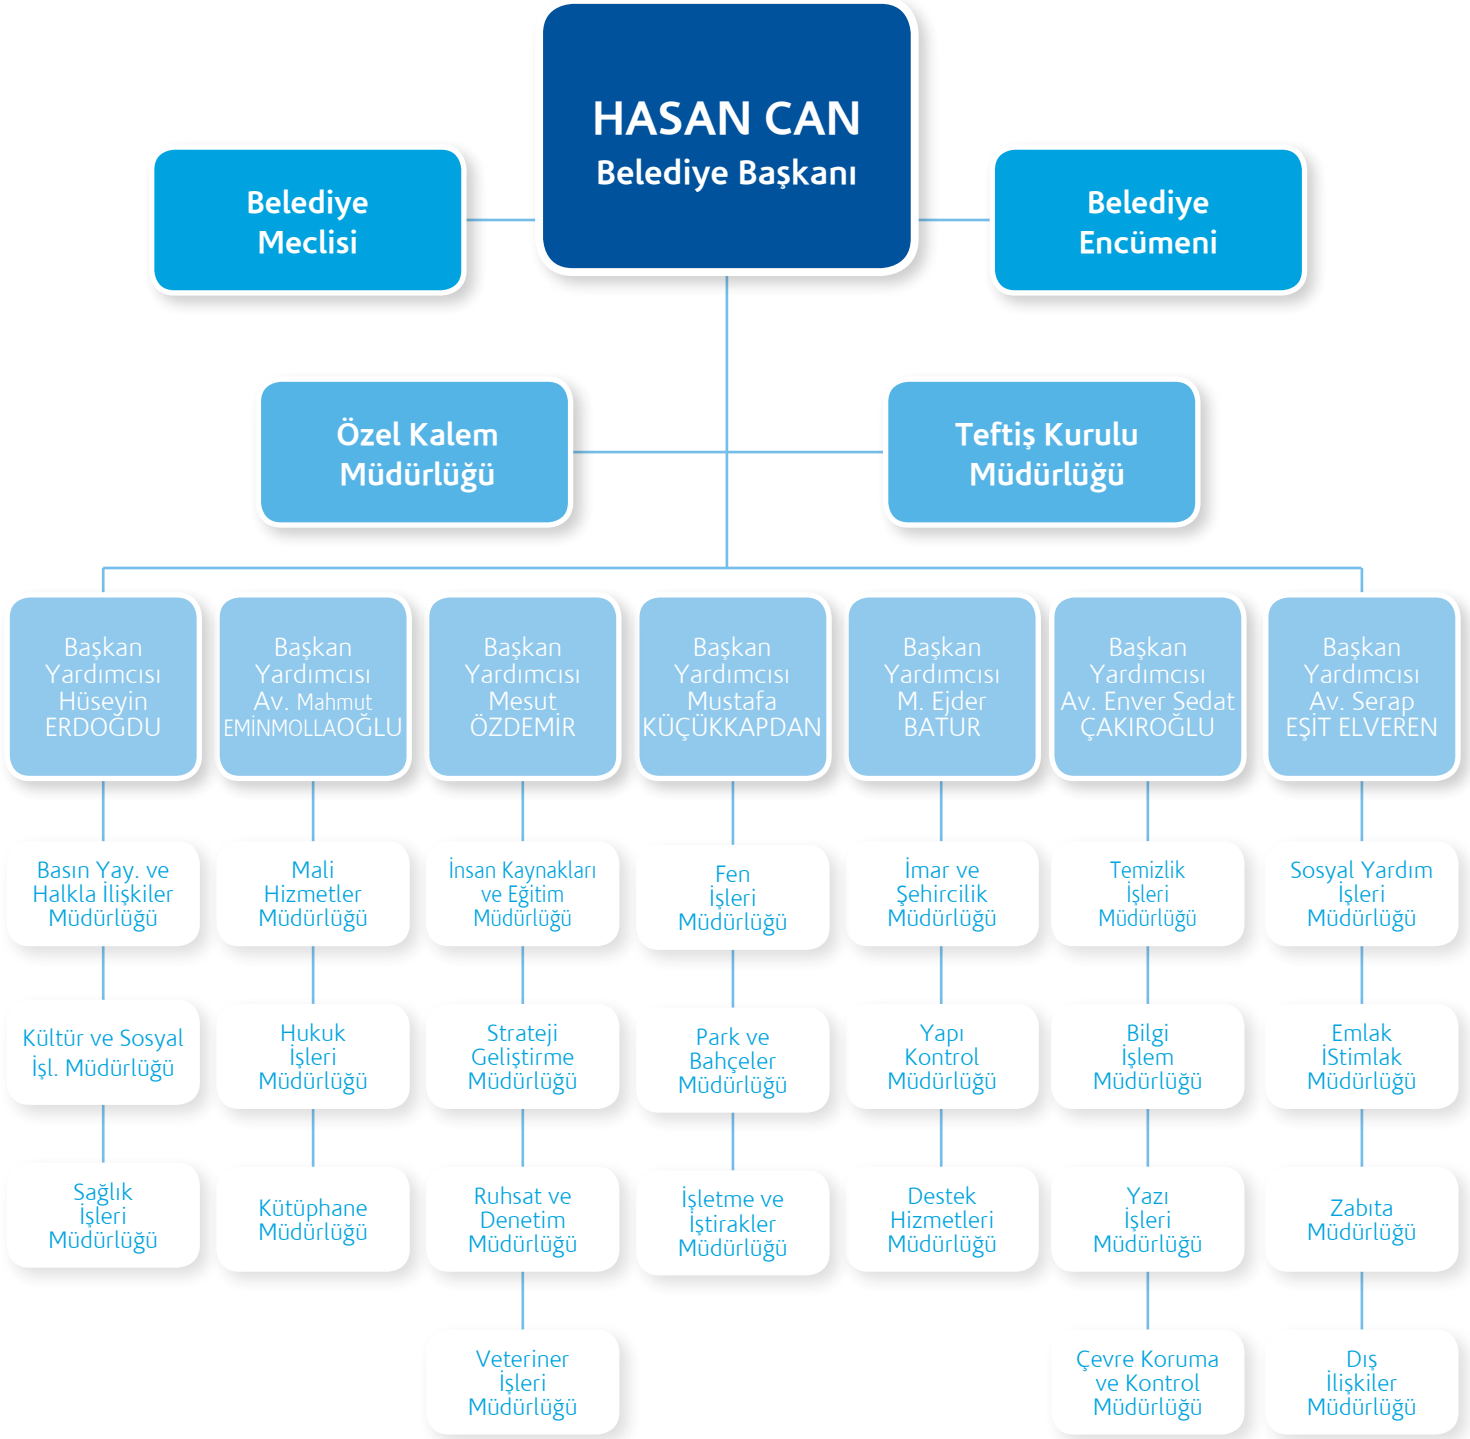 HASAN CAN
Belediye Başkanı
Belediye
Meclisi
Belediye
Encümeni
Özel Kalem
Müdürlüğü
Teftiş Kurulu
Müdürlüğü
Başkan
Yardımcısı
Hüseyin
ERDOĞDU
Başkan
Yardımcısı
Av. Mahmut
EMİNMOLLAOĞLU
Başkan
Yardımcısı
Mesut
ÖZDEMİR
Başkan
Yardımcısı
Mustafa
KÜÇÜKKAPDAN
Başkan
Yardımcısı
M. Ejder
BATUR
Başkan
Yardımcısı
Av. Enver Sedat
ÇAKIROĞLU
Başkan
Yardımcısı
Av. Serap
EŞİT ELVEREN
Basın Yay. ve
Halkla İlişkiler
Müdürlüğü
Mali
Hizmetler
Müdürlüğü
İnsan Kaynakları
ve Eğitim
Müdürlüğü
Fen
İşleri
Müdürlüğü
İmar ve
Şehircilik
Müdürlüğü
Temizlik
İşleri
Müdürlüğü
Sosyal Yardım
İşleri
Müdürlüğü
Kültür ve Sosyal
İşl. Müdürlüğü
Hukuk
İşleri
Müdürlüğü
Strateji
Geliştirme
Müdürlüğü
Park ve
Bahçeler
Müdürlüğü
Yapı
Kontrol
Müdürlüğü
Bilgi
İşlem
Müdürlüğü
Emlak
İStimlak
Müdürlüğü
Sağlık
İşleri
Müdürlüğü
Kütüphane
Müdürlüğü
Ruhsat ve
Denetim
Müdürlüğü
İşletme ve
İştirakler
Müdürlüğü
Destek
Hizmetleri
Müdürlüğü
Yazı
İşleri
Müdürlüğü
Zabıta
Müdürlüğü
Veteriner
İşleri
Müdürlüğü
Çevre Koruma
ve Kontrol
Müdürlüğü
Dış
İlişkiler
Müdürlüğü